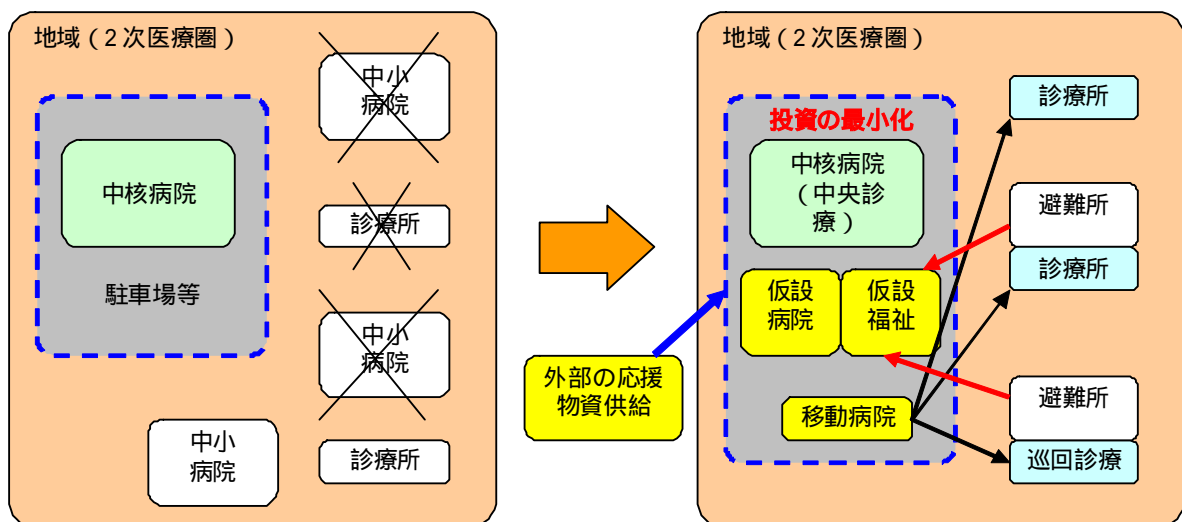 地域（２次医療圏）
中小
病院
中核病院
診療所
駐車場等
中小
病院
中小
病院
診療所
外部の応援
物資供給
地域（２次医療圏）
投資の最小化
中核病院
（中央診
療）
仮設
病院
仮設
福祉
移動病院
診療所
避難所
診療所
避難所
巡回診療